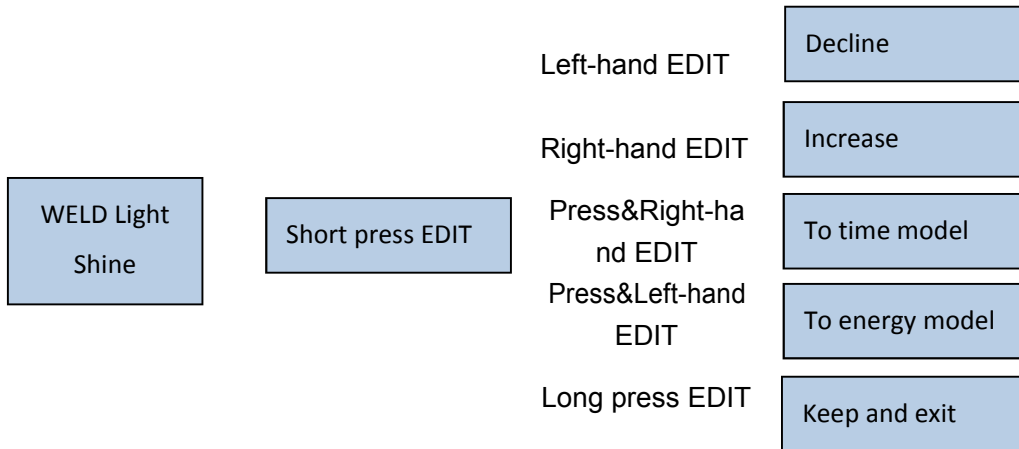 WELD Light
Shine
Short press EDIT
Left-hand EDIT
Decline
Right-hand EDIT
Increase
Press&Right-ha
nd EDIT
To time model
Press&Left-hand
EDIT
To energy model
Long press EDIT
Keep and exit